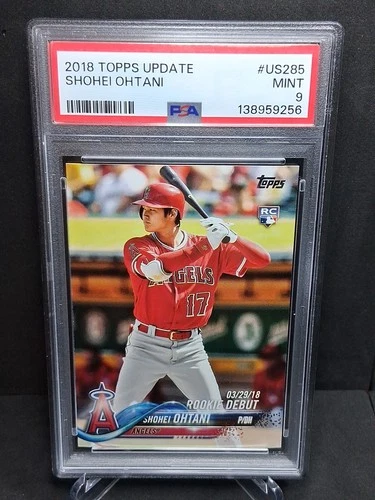 2018 TOPPS UPDATE #US285
SHOHEI OHTANI MINT
9
PSA 138959256
Topps
RC
ANGELS
17
A
03/29/18
ROOKIE DEBUT
SHOHEI OHTANI P/DH
ANGELS